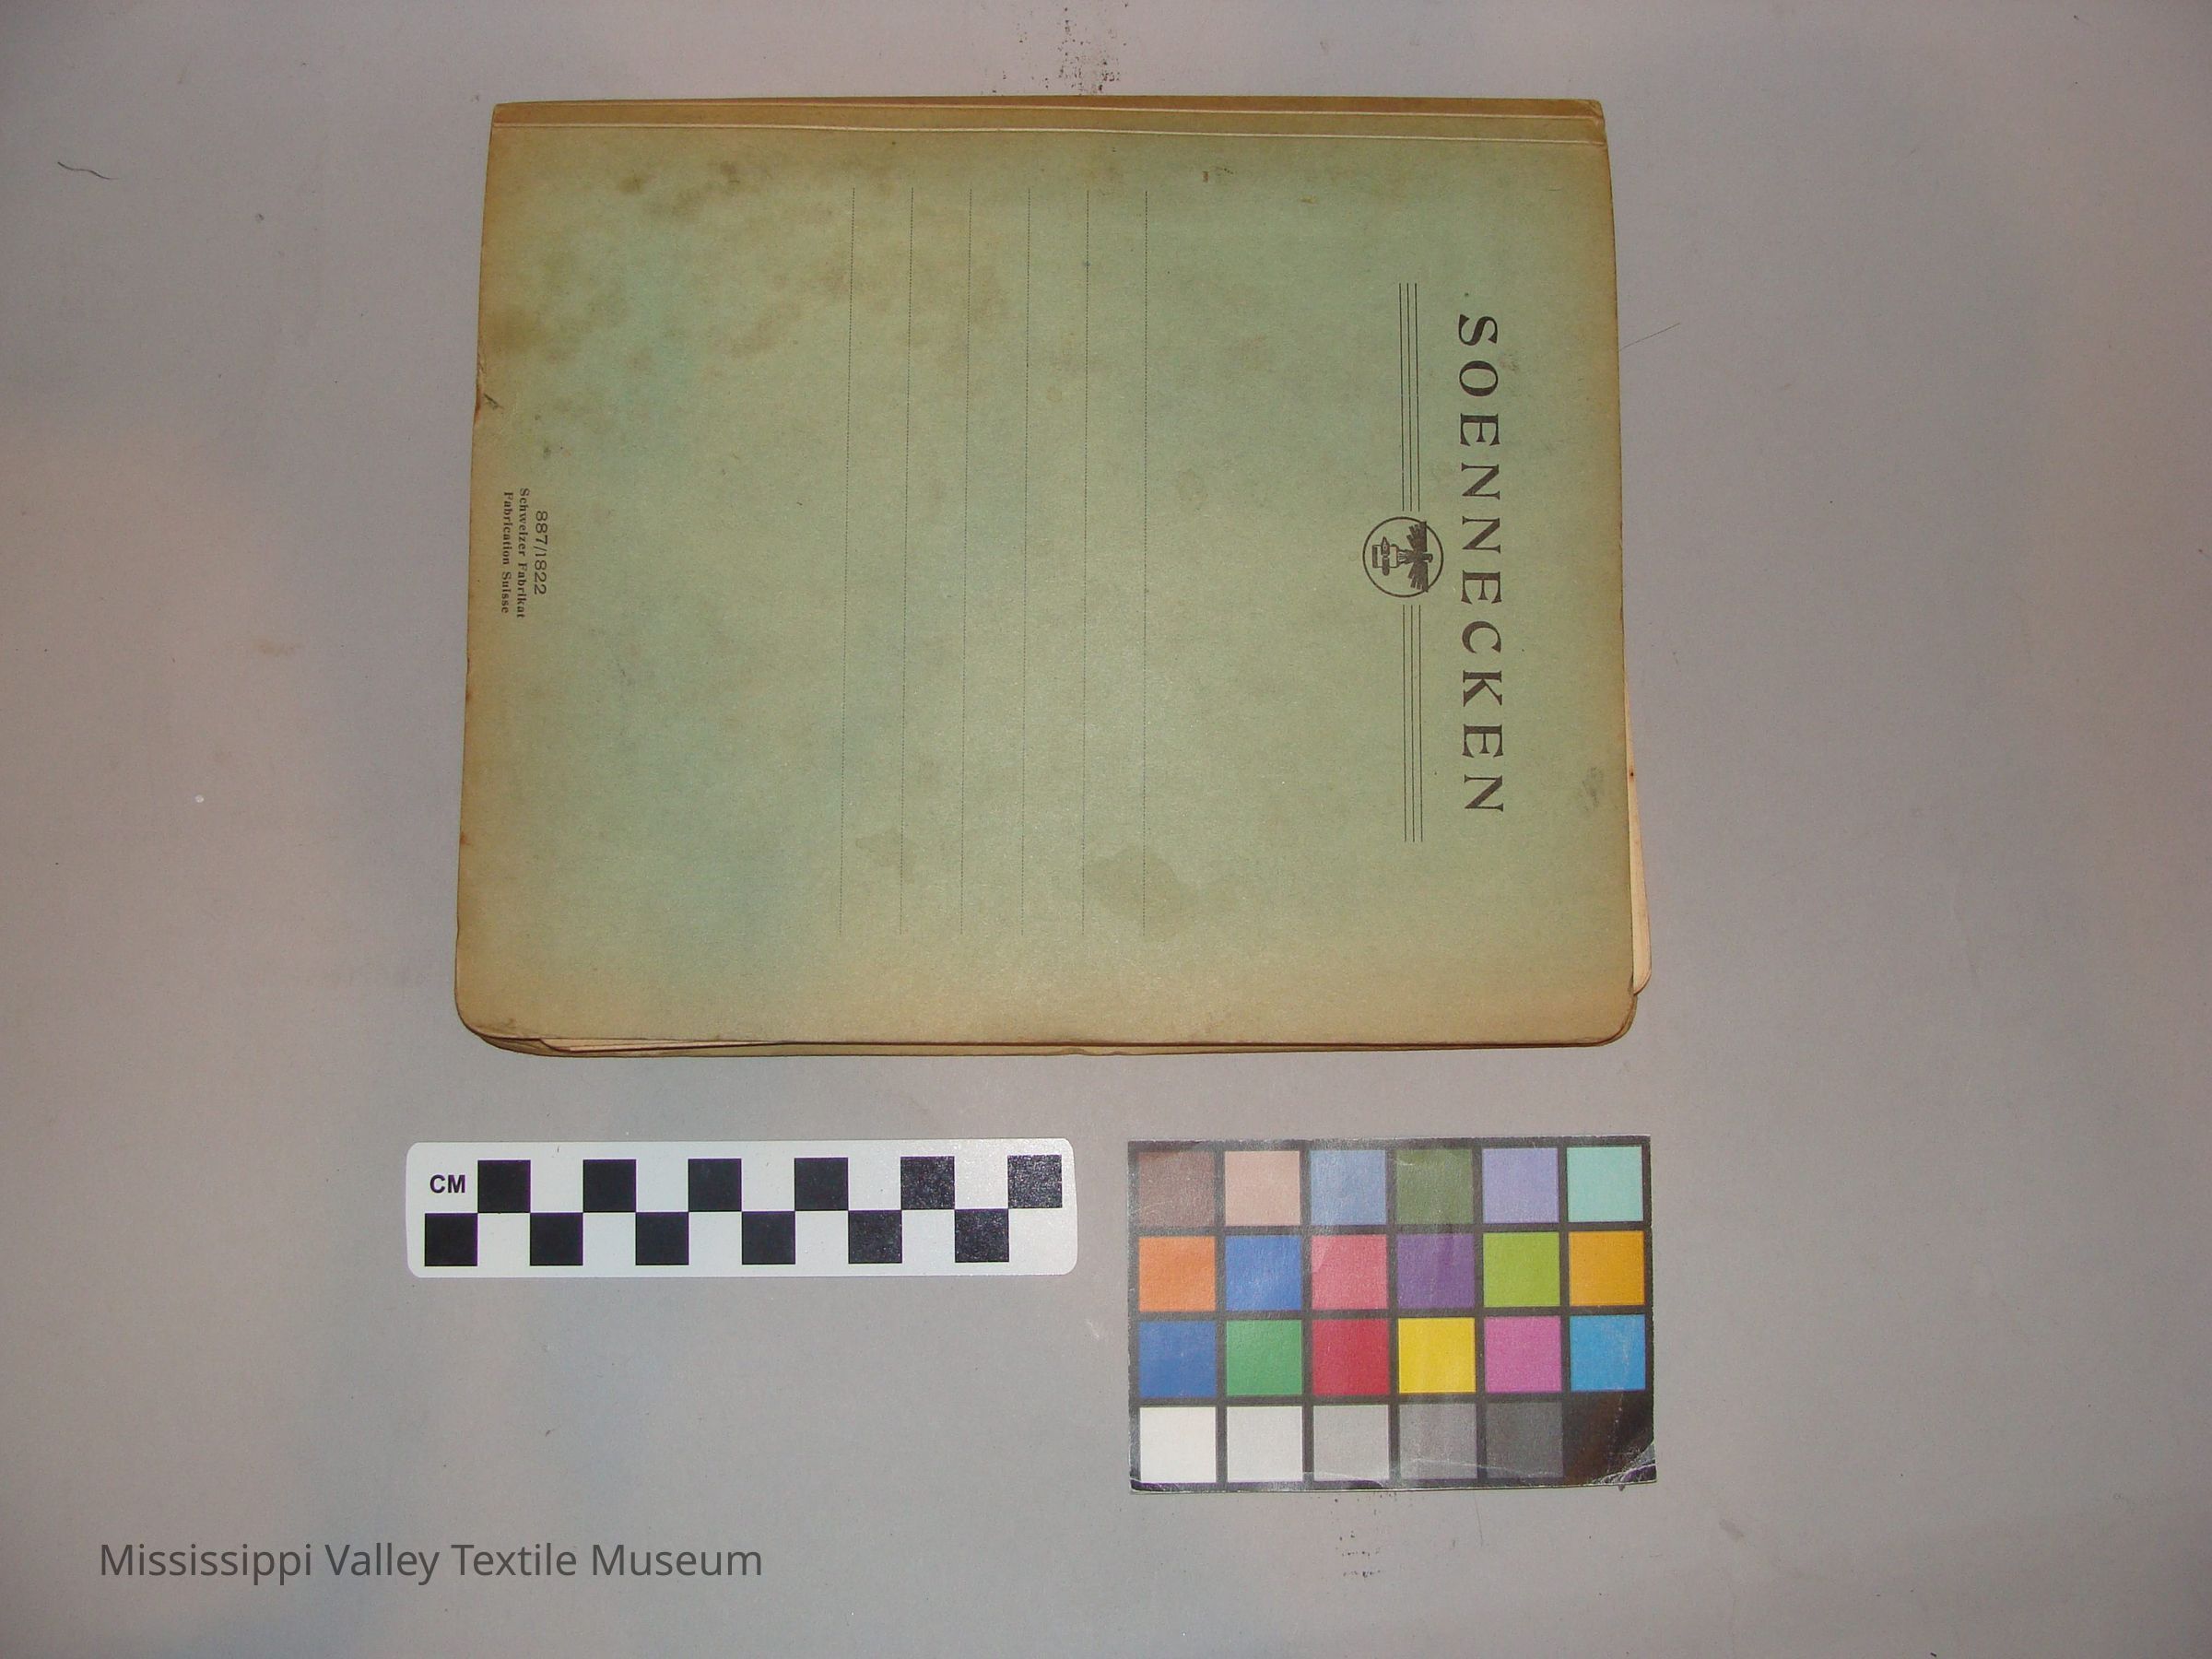 SOENNECKEN
887/1822
Schweizer Fabrikat
Fabrication Suisse
CM
Mississippi Valley Textile Museum